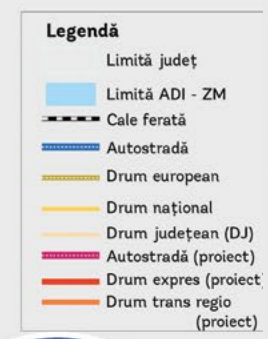 Legendă
Limită județ
Limită ADI - ZM
Cale ferată
Autostradă
Drum european
Drum național
Drum județean (DJ)
Autostradă (proiect)
Drum expres (proiect)
Drum trans regio
(proiect)